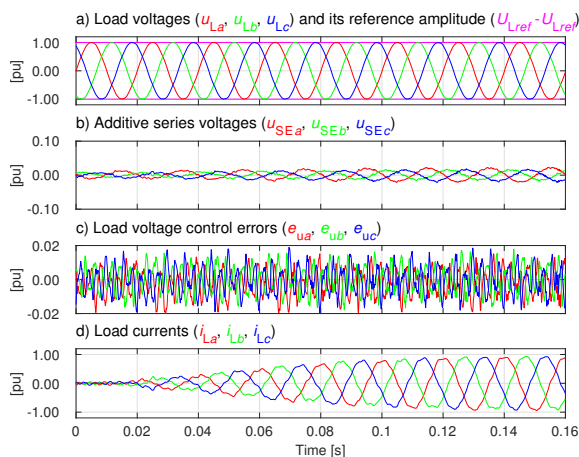 a) Load voltages (uLa, uLb, uLc) and its reference amplitude (ULref -ULref)
1.00
0.00
-1.00
[pu]
b) Additive series voltages (uSEa, uSEb, uSEc)
0.10
0.00
-0.10
[pu]
c) Load voltage control errors (eua, eub, euc)
0.02
0.00
-0.02
[pu]
d) Load currents (iLa, iLb, iLc)
1.00
0.00
-1.00
[pu]
0 0.02 0.04 0.06 0.08 0.1 0.12 0.14 0.16
Time [s]